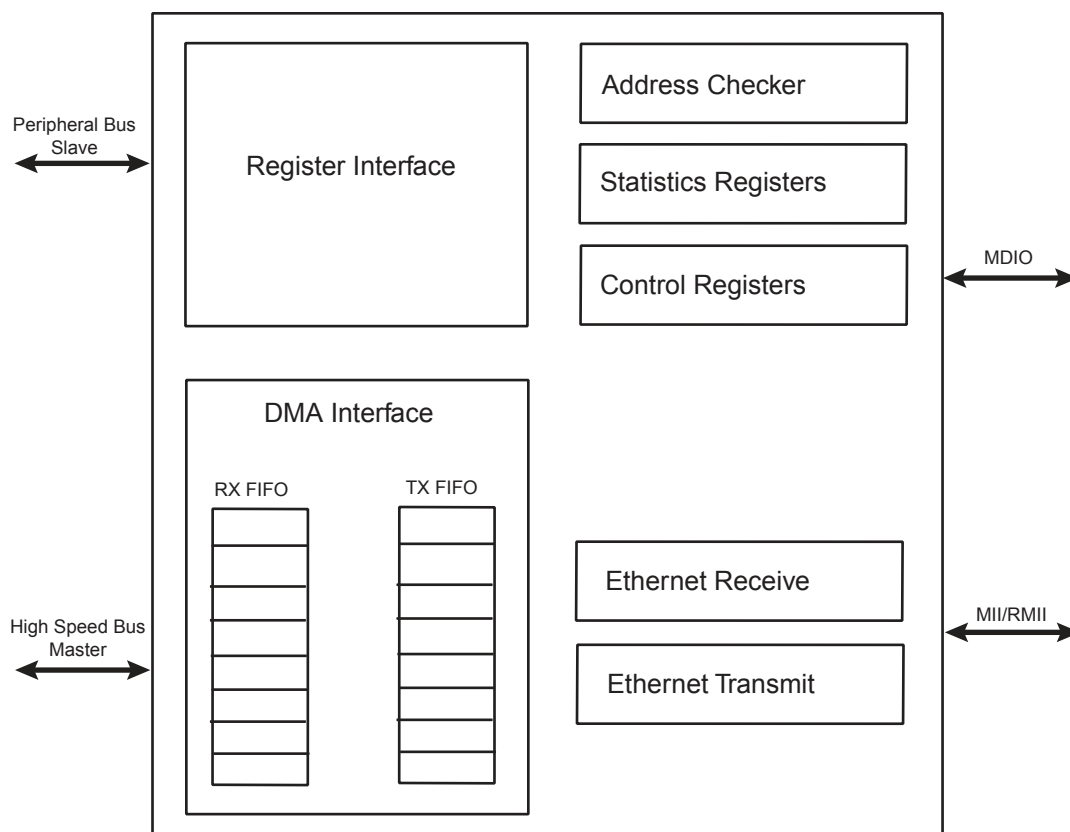 Peripheral Bus
Slave
Register Interface
Address Checker
Statistics Registers
Control Registers
MDIO
DMA Interface
RX FIFO
TX FIFO
High Speed Bus
Master
Ethernet Receive
Ethernet Transmit
MII/RMII